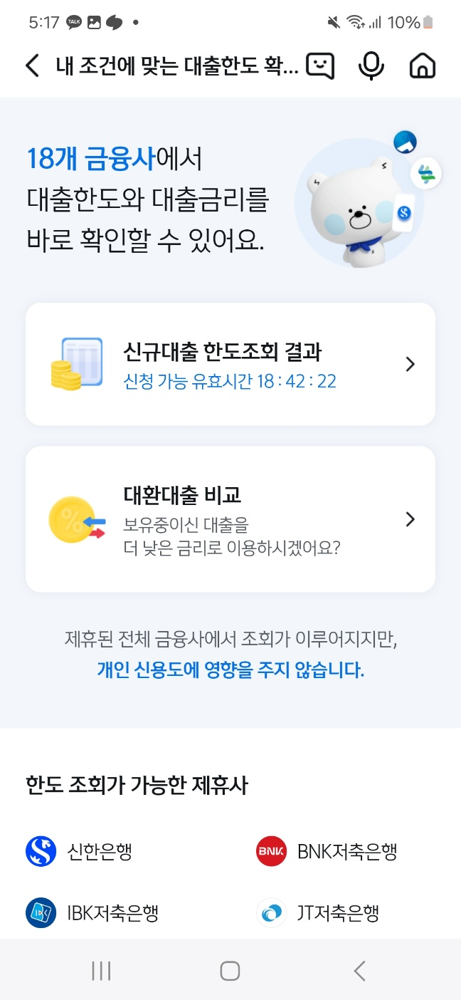 5:17 TALK 10%
내 조건에 맞는 대출한도 확...
18개 금융사에서
대출한도와 대출금리를
바로 확인할 수 있어요.
신규대출 한도조회 결과
신청 가능 유효시간 18 : 42 : 22
대환대출 비교
보유중이신 대출을
더 낮은 금리로 이용하시겠어요?
제휴된 전체 금융사에서 조회가 이루어지지만,
개인 신용도에 영향을 주지 않습니다.
한도 조회가 가능한 제휴사
신한은행
BNK BNK저축은행
IBK저축은행
JT저축은행